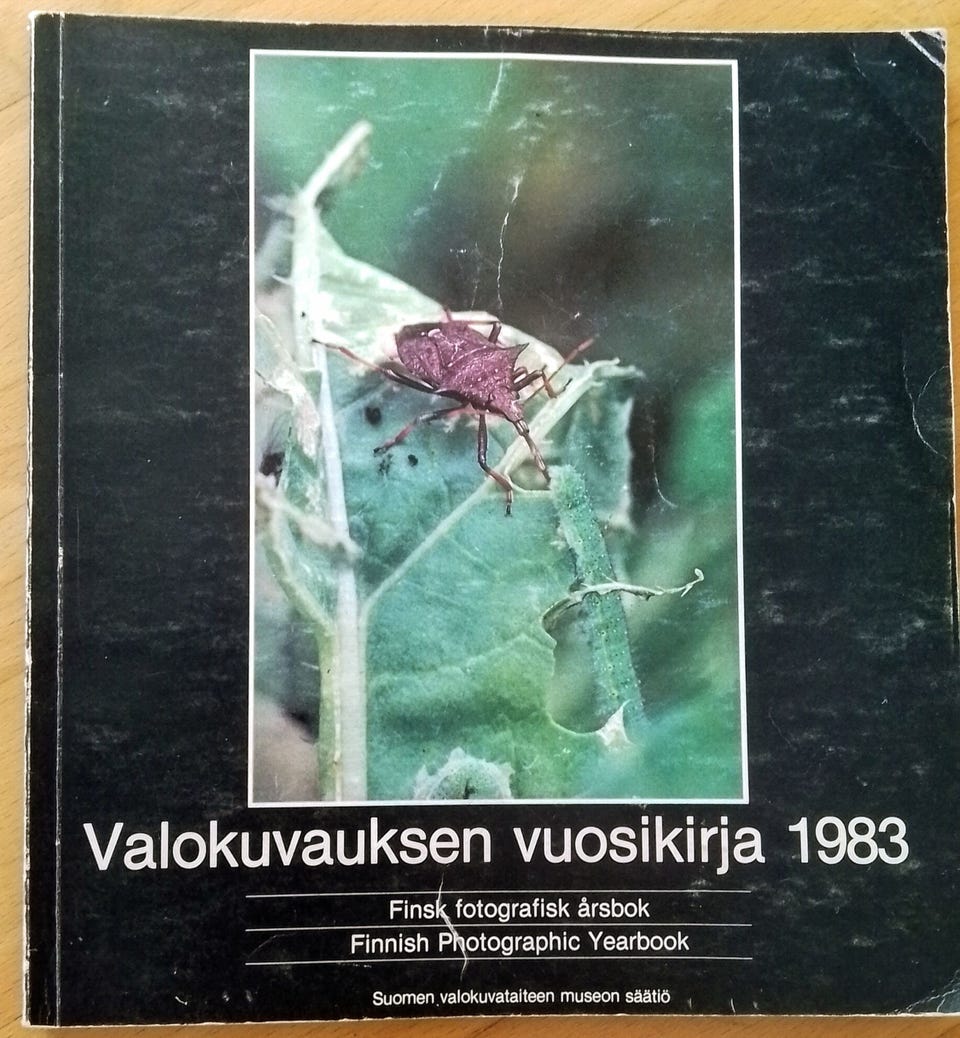 Valokuvauksen vuosikirja 1983
Finsk fotografisk årsbok
Finnish Photographic Yearbook
Suomen valokuvataiteen museon säätiö